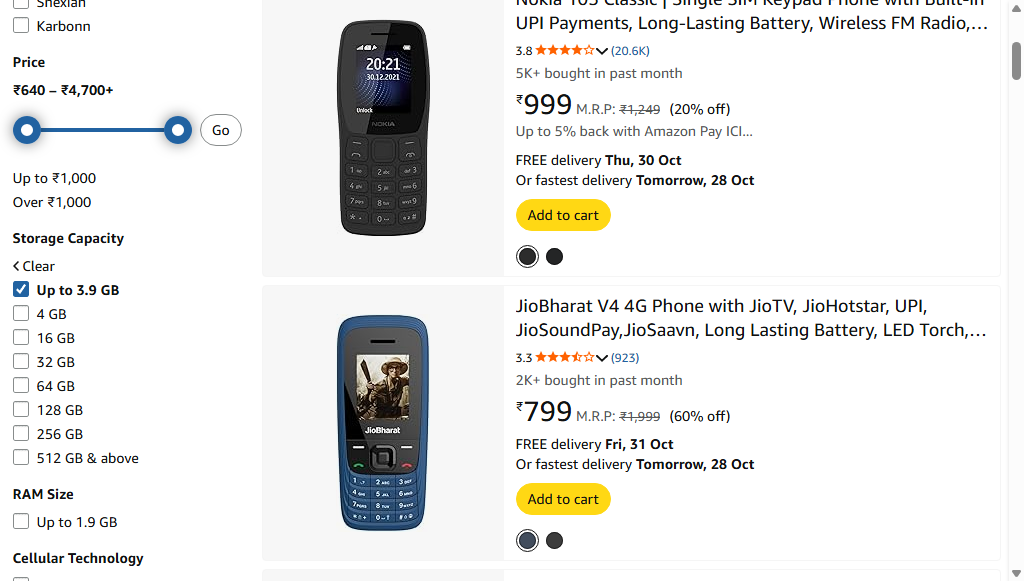 Shexian
Karbonn
Price
₹640 – ₹4,700+
Go
Up to ₹1,000
Over ₹1,000
Storage Capacity
Clear
Up to 3.9 GB
4 GB
16 GB
32 GB
64 GB
128 GB
256 GB
512 GB & above
RAM Size
Up to 1.9 GB
Cellular Technology
20:21
30.12.2021
Unlock
NOKIA
Nokia 105 Classic | Single SIM Keypad Phone with Built-in
UPI Payments, Long-Lasting Battery, Wireless FM Radio,…
3.8 (20.6K)
5K+ bought in past month
₹999 M.R.P: ₹1,249 (20% off)
Up to 5% back with Amazon Pay ICI…
FREE delivery Thu, 30 Oct
Or fastest delivery Tomorrow, 28 Oct
Add to cart
JioBharat
JioBharat V4 4G Phone with JioTV, JioHotstar, UPI,
JioSoundPay,JioSaavn, Long Lasting Battery, LED Torch,…
3.3 (923)
2K+ bought in past month
₹799 M.R.P: ₹1,999 (60% off)
FREE delivery Fri, 31 Oct
Or fastest delivery Tomorrow, 28 Oct
Add to cart